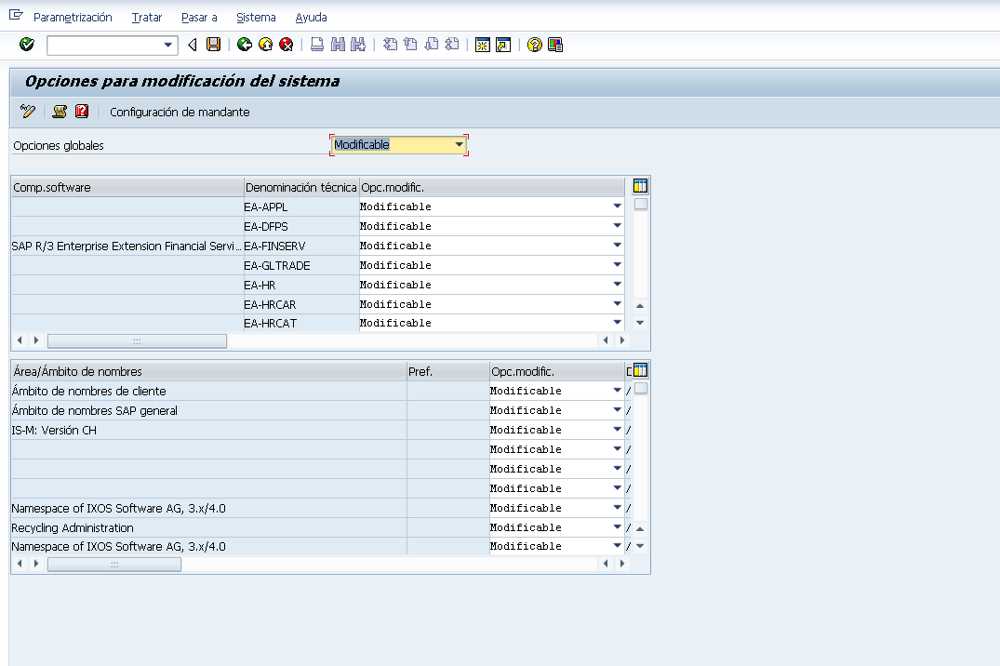 Parametrización Tratar Pasar a Sistema Ayuda
Opciones para modificación del sistema
Configuración de mandante
Opciones globales Modificable
Comp.software Denominación técnica Opc.modific.
EA-APPL Modificable
EA-DFPS Modificable
SAP R/3 Enterprise Extension Financial Servi... EA-FINSERV Modificable
EA-GLTRADE Modificable
EA-HR Modificable
EA-HRCAR Modificable
EA-HRCAT Modificable
Área/Ámbito de nombres Pref. Opc.modific.
Ámbito de nombres de cliente Modificable /
Ámbito de nombres SAP general Modificable /
IS-M: Versión CH Modificable /
Modificable /
Modificable /
Modificable /
Namespace of IXOS Software AG, 3.x/4.0 Modificable /
Recycling Administration Modificable /
Namespace of IXOS Software AG, 3.x/4.0 Modificable /